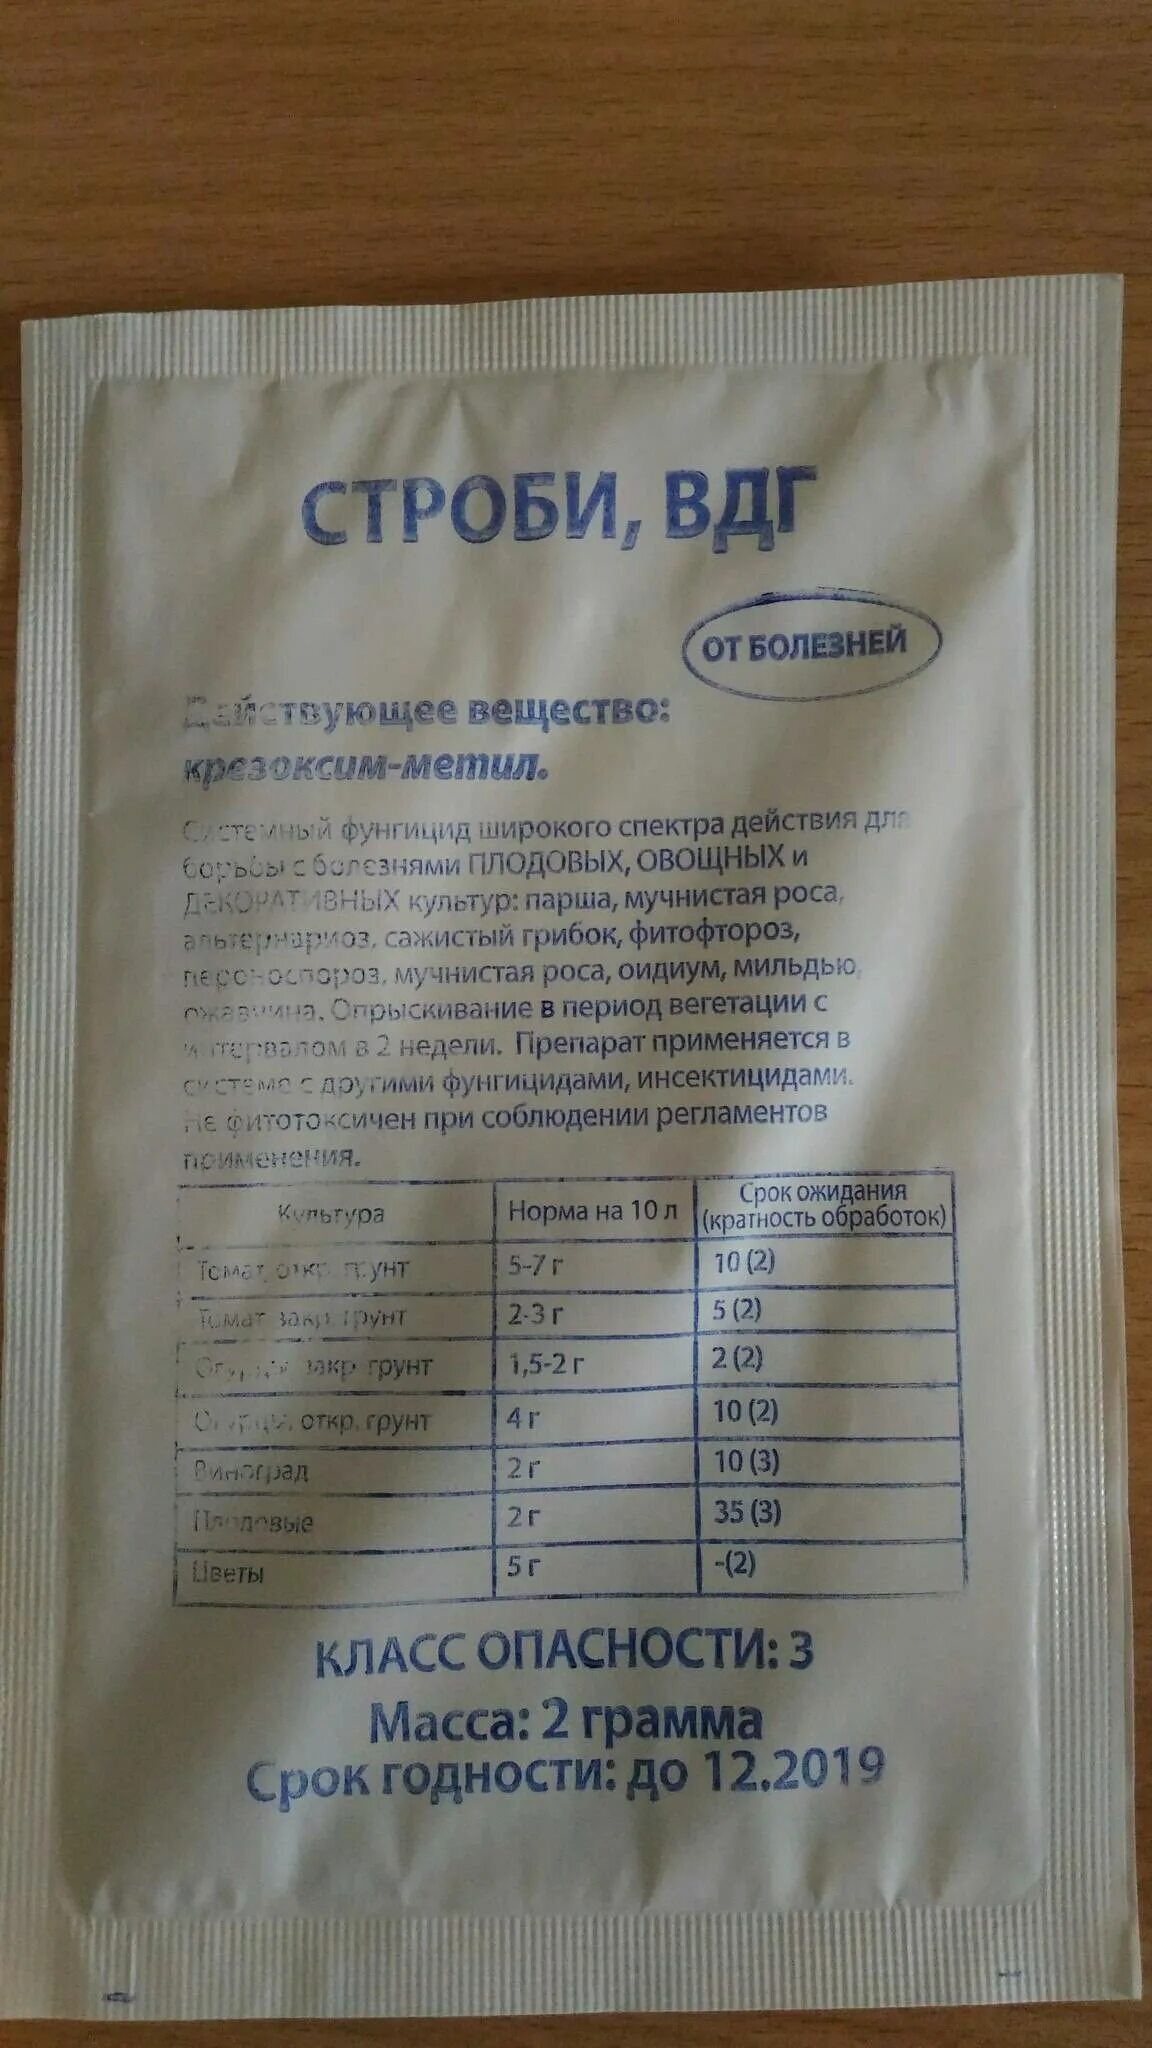 СТРОБИ, ВДГ
ОТ БОЛЕЗНЕЙ
Действующее вещество:
крезоксим-метил.
Системный фунгицид широкого спектра действия для
борьбы с болезнями ПЛОДОВЫХ, ОВОЩНЫХ и
ДЕКОРАТИВНЫХ культур: парша, мучнистая роса,
альтернариоз, сажистый грибок, фитофтороз,
пероноспороз, мучнистая роса, оидиум, мильдью,
ржавчина. Опрыскивание в период вегетации с
интервалом в 2 недели. Препарат применяется в
системе с другими фунгицидами, инсектицидами.
Не фитотоксичен при соблюдении регламентов
применения.
Культура Норма на 10 л Срок ожидания (кратность обработок)
Томат, откр. грунт 5-7 г 10 (2)
Томат закр. грунт 2-3 г 5 (2)
Огурцы, закр. грунт 1,5-2 г 2 (2)
Огурцы, откр. грунт 4 г 10 (2)
Виноград 2 г 10 (3)
Плодовые 2 г 35 (3)
Цветы 5 г -(2)
КЛАСС ОПАСНОСТИ: 3
Масса: 2 грамма
Срок годности: до 12.2019